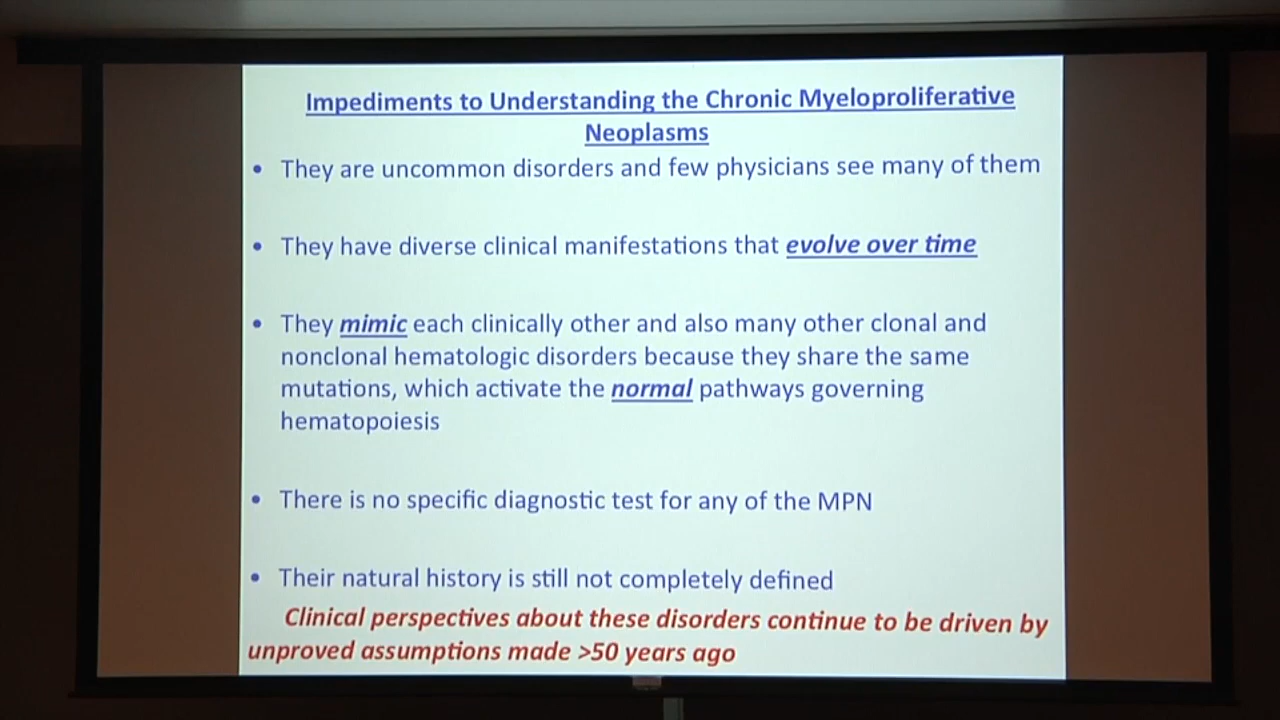 Impediments to Understanding the Chronic Myeloproliferative
Neoplasms
• They are uncommon disorders and few physicians see many of them
• They have diverse clinical manifestations that evolve over time
• They mimic each clinically other and also many other clonal and
nonclonal hematologic disorders because they share the same
mutations, which activate the normal pathways governing
hematopoiesis
• There is no specific diagnostic test for any of the MPN
• Their natural history is still not completely defined
Clinical perspectives about these disorders continue to be driven by
unproved assumptions made >50 years ago